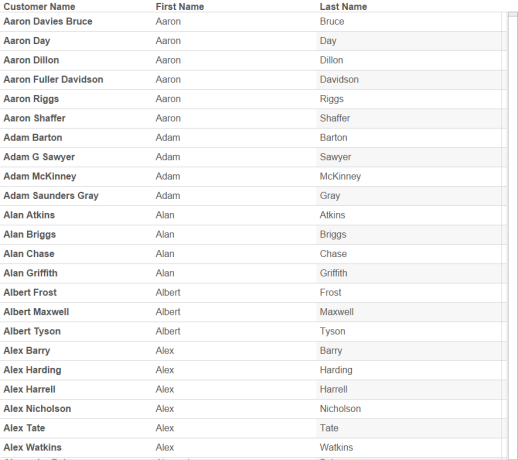 Customer Name First Name Last Name
Aaron Davies Bruce Aaron Bruce
Aaron Day Aaron Day
Aaron Dillon Aaron Dillon
Aaron Fuller Davidson Aaron Davidson
Aaron Riggs Aaron Riggs
Aaron Shaffer Aaron Shaffer
Adam Barton Adam Barton
Adam G Sawyer Adam Sawyer
Adam McKinney Adam McKinney
Adam Saunders Gray Adam Gray
Alan Atkins Alan Atkins
Alan Briggs Alan Briggs
Alan Chase Alan Chase
Alan Griffith Alan Griffith
Albert Frost Albert Frost
Albert Maxwell Albert Maxwell
Albert Tyson Albert Tyson
Alex Barry Alex Barry
Alex Harding Alex Harding
Alex Harrell Alex Harrell
Alex Nicholson Alex Nicholson
Alex Tate Alex Tate
Alex Watkins Alex Watkins